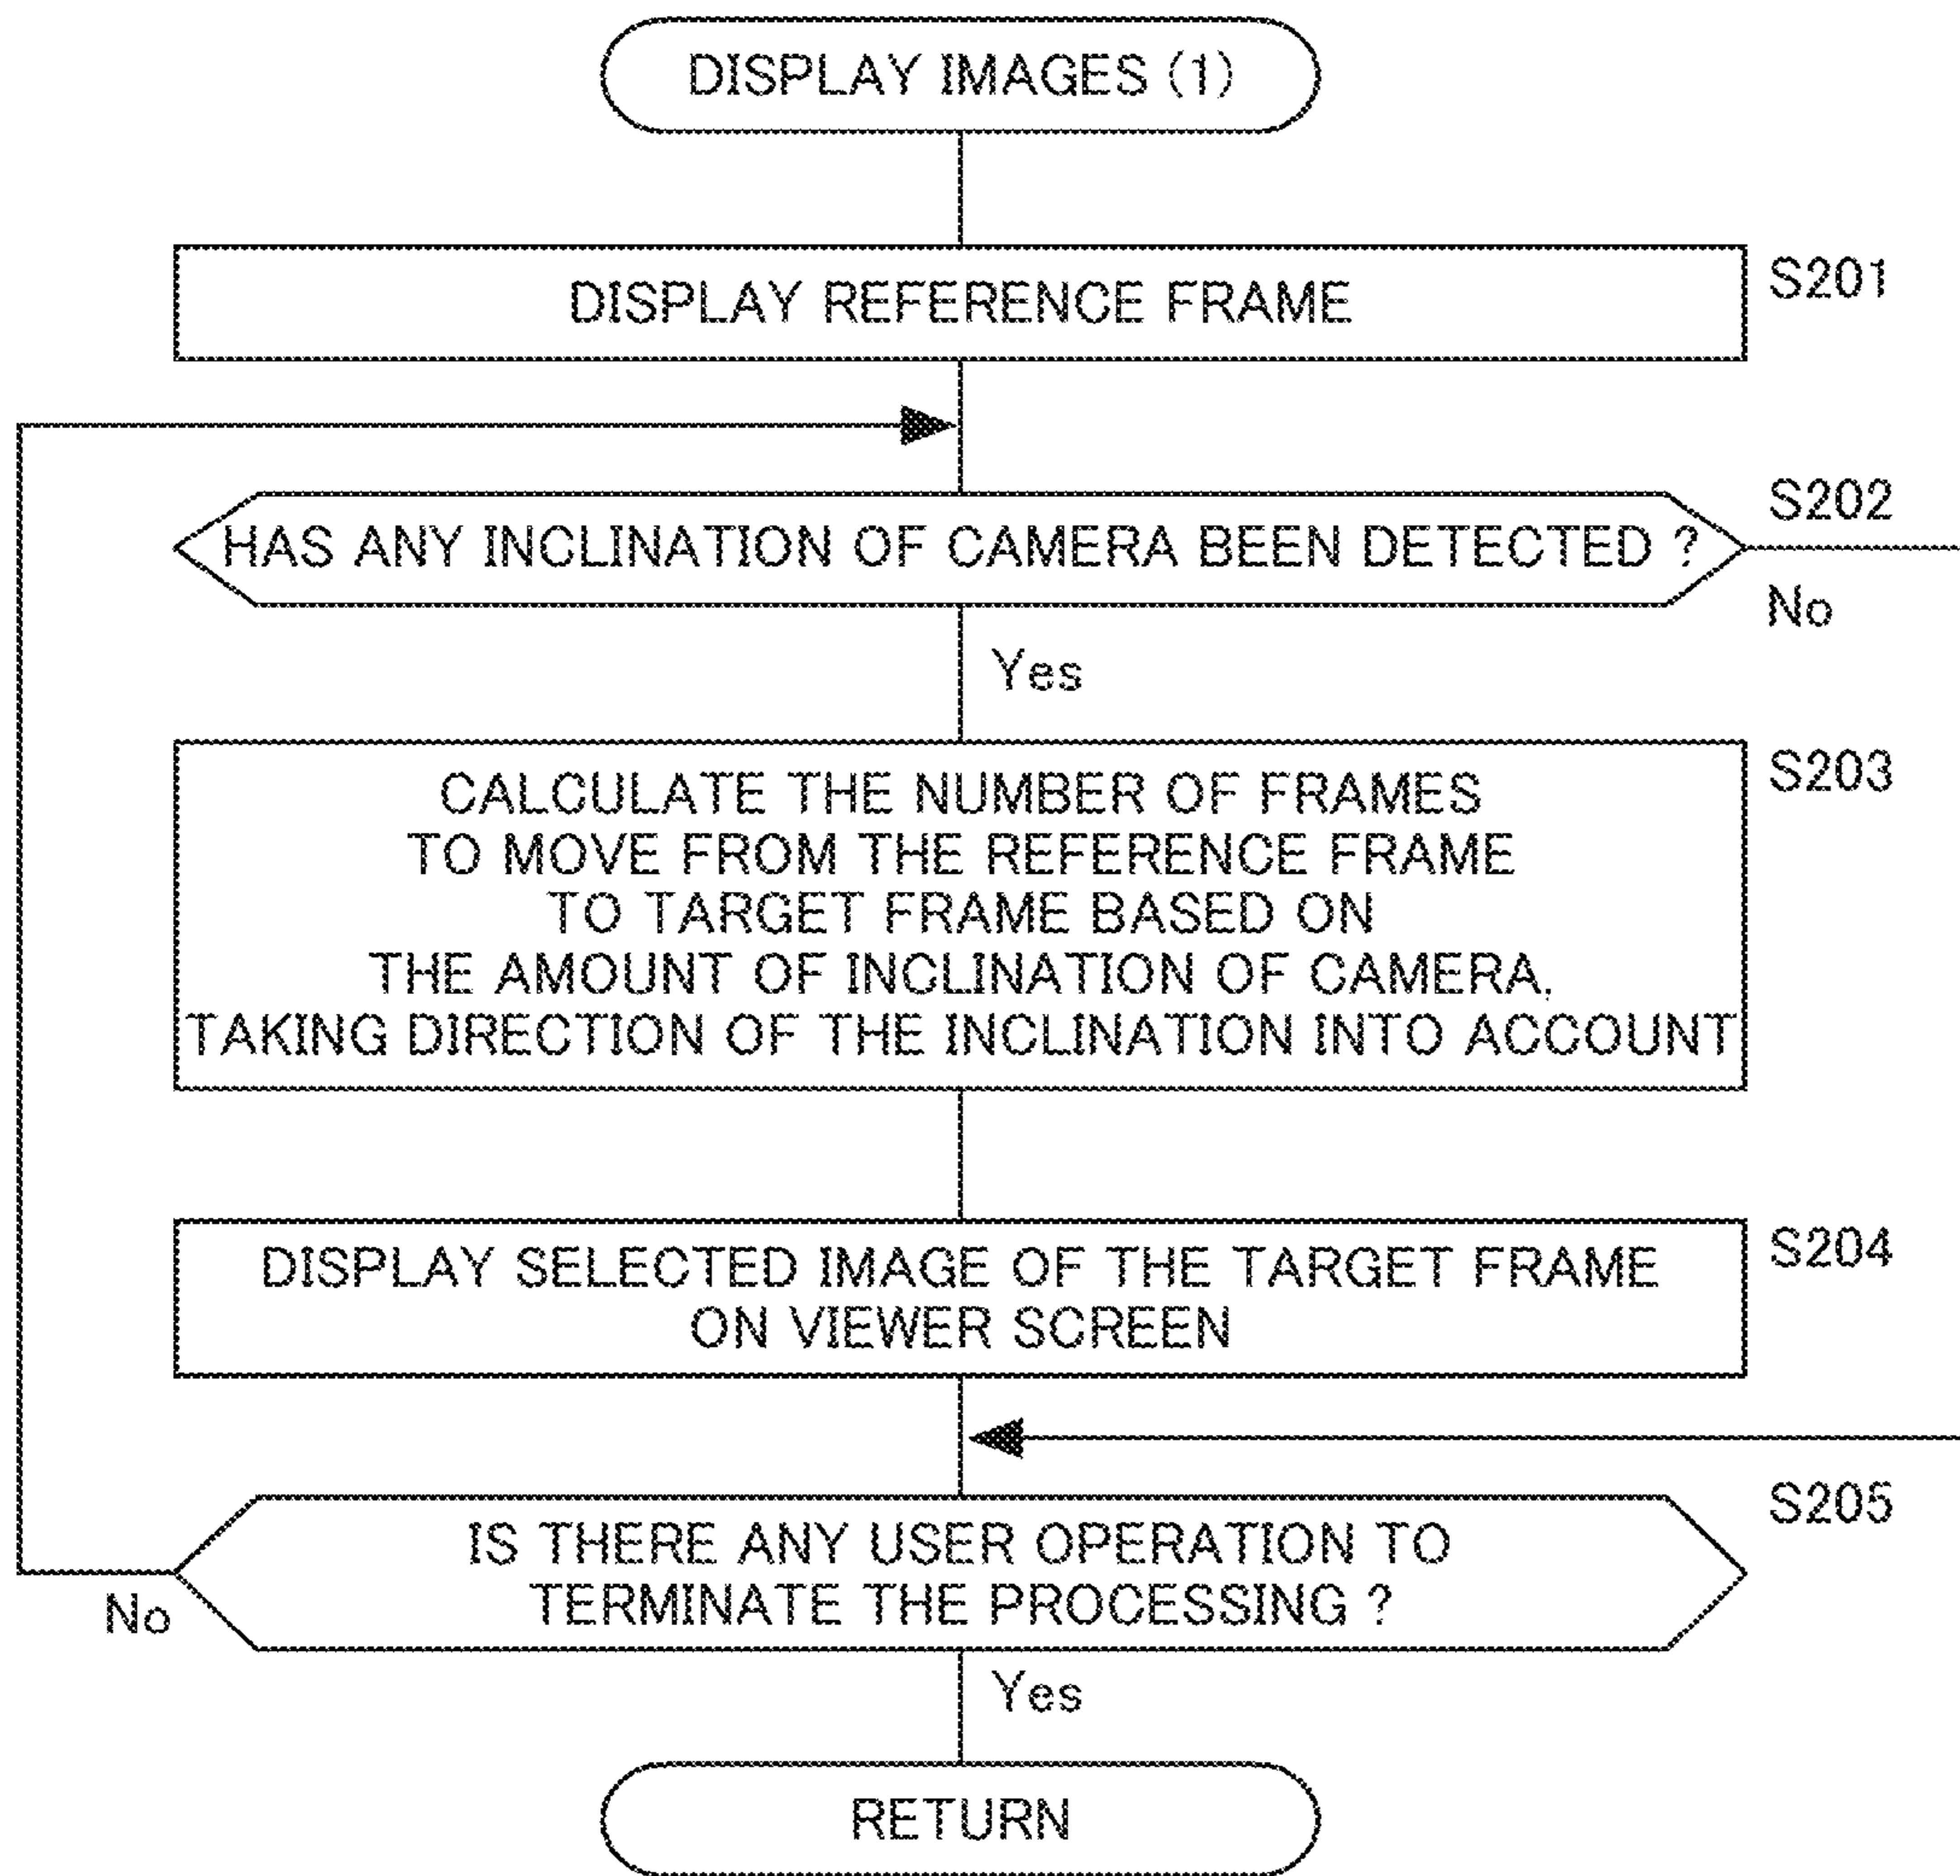 DISPLAY IMAGES (1)
DISPLAY REFERENCE FRAME
S201
HAS ANY INCLINATION OF CAMERA BEEN DETECTED ?
S202
No
Yes
CALCULATE THE NUMBER OF FRAMES
TO MOVE FROM THE REFERENCE FRAME
TO TARGET FRAME BASED ON
THE AMOUNT OF INCLINATION OF CAMERA,
TAKING DIRECTION OF THE INCLINATION INTO ACCOUNT
S203
DISPLAY SELECTED IMAGE OF THE TARGET FRAME
ON VIEWER SCREEN
S204
IS THERE ANY USER OPERATION TO
TERMINATE THE PROCESSING ?
S205
No
Yes
RETURN